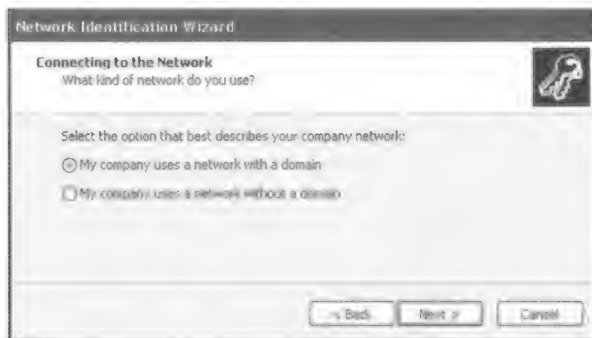 Network Identification Wizard
Connecting to the Network
What kind of network do you use?
Select the option that best describes your company network:
My company uses a network with a domain
My company uses a network without a domain
< Back
Next >
Cancel